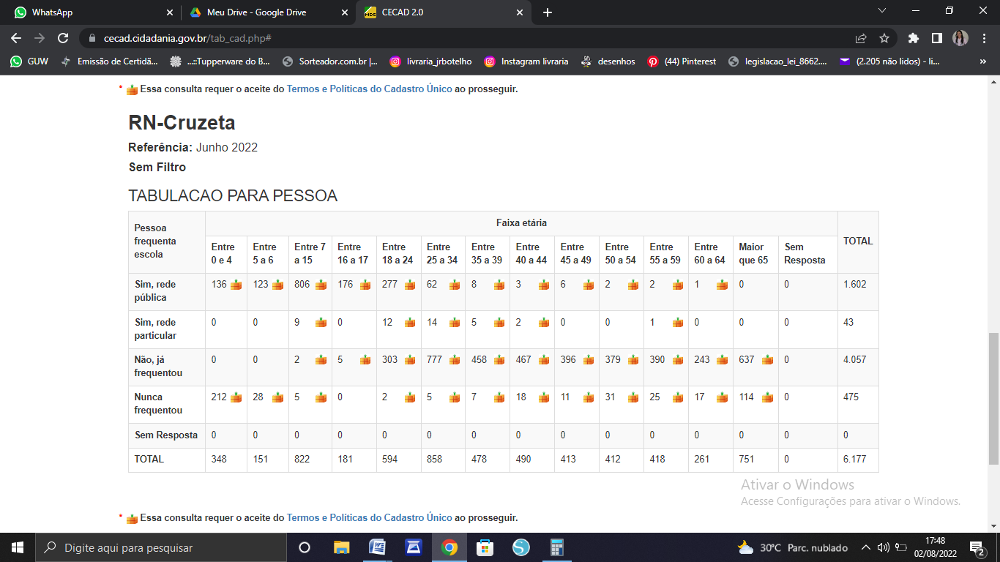 WhatsApp
Meu Drive - Google Drive
CECAD 2.0
cecad.cidadania.gov.br/tab_cad.php#
GUW
Emissão de Certidã...
...::Tupperware do B...
Sorteador.com.br |...
livraria_jrbotelho
Instagram livraria
desenhos
(44) Pinterest
legislacao_lei_8662....
(2.205 não lidos) - li...
* Essa consulta requer o aceite do Termos e Políticas do Cadastro Único ao prosseguir.
RN-Cruzeta
Referência: Junho 2022
Sem Filtro
TABULACAO PARA PESSOA
Pessoa frequenta escola
Faixa etária
TOTAL
Entre 0 e 4 Entre 5 a 6 Entre 7 a 15 Entre 16 a 17 Entre 18 a 24 Entre 25 a 34 Entre 35 a 39 Entre 40 a 44 Entre 45 a 49 Entre 50 a 54 Entre 55 a 59 Entre 60 a 64 Maior que 65 Sem Resposta
Sim, rede pública 136 123 806 176 277 62 8 3 6 2 2 1 0 0 1.602
Sim, rede particular 0 0 9 0 12 14 5 2 0 0 1 0 0 0 43
Não, já frequentou 0 0 2 5 303 777 458 467 396 379 390 243 637 0 4.057
Nunca frequentou 212 28 5 0 2 5 7 18 11 31 25 17 114 0 475
Sem Resposta 0 0 0 0 0 0 0 0 0 0 0 0 0 0 0
TOTAL 348 151 822 181 594 858 478 490 413 412 418 261 751 0 6.177
Ativar o Windows
Acesse Configurações para ativar o Windows.
* Essa consulta requer o aceite do Termos e Políticas do Cadastro Único ao prosseguir.
Digite aqui para pesquisar
30°C Parc. nublado
17:48
02/08/2022
2